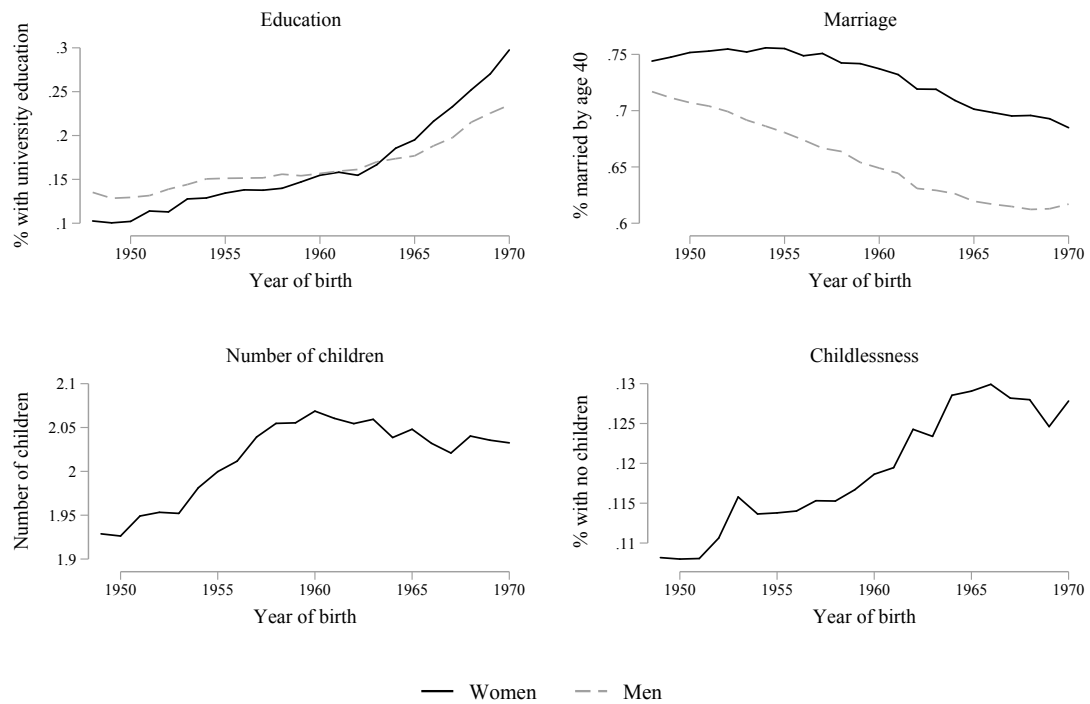 Education
% with university education
.3
.25
.2
.15
.1
1950 1955 1960 1965 1970
Year of birth
Marriage
% married by age 40
.75
.7
.65
.6
1950 1955 1960 1965 1970
Year of birth
Number of children
Number of children
2.1
2.05
2
1.95
1.9
1950 1955 1960 1965 1970
Year of birth
Childlessness
% with no children
.13
.125
.12
.115
.11
1950 1955 1960 1965 1970
Year of birth
Women Men